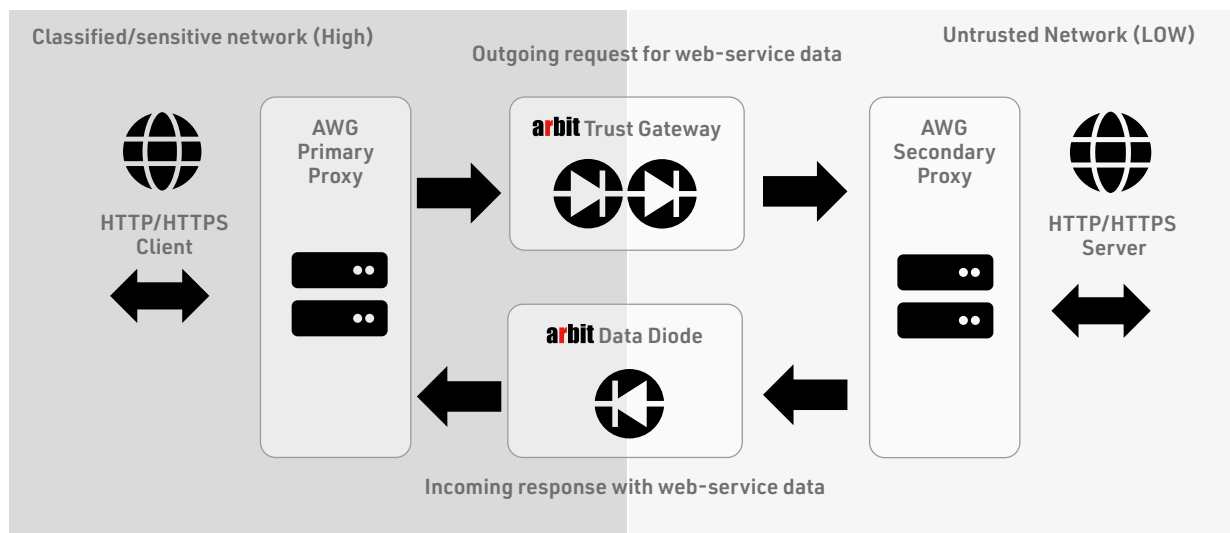 Classified/sensitive network (High)
Untrusted Network (LOW)
Outgoing request for web-service data
AWG
Primary
Proxy
arbit Trust Gateway
AWG
Secondary
Proxy
HTTP/HTTPS
Client
HTTP/HTTPS
Server
arbit Data Diode
Incoming response with web-service data